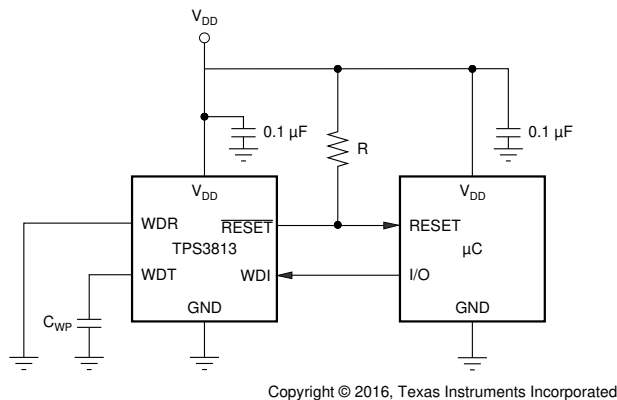 VDD
0.1 µF
R
0.1 µF
VDD
WDR
RESET
TPS3813
WDT
WDI
GND
CWP
VDD
RESET
µC
I/O
GND
Copyright © 2016, Texas Instruments Incorporated